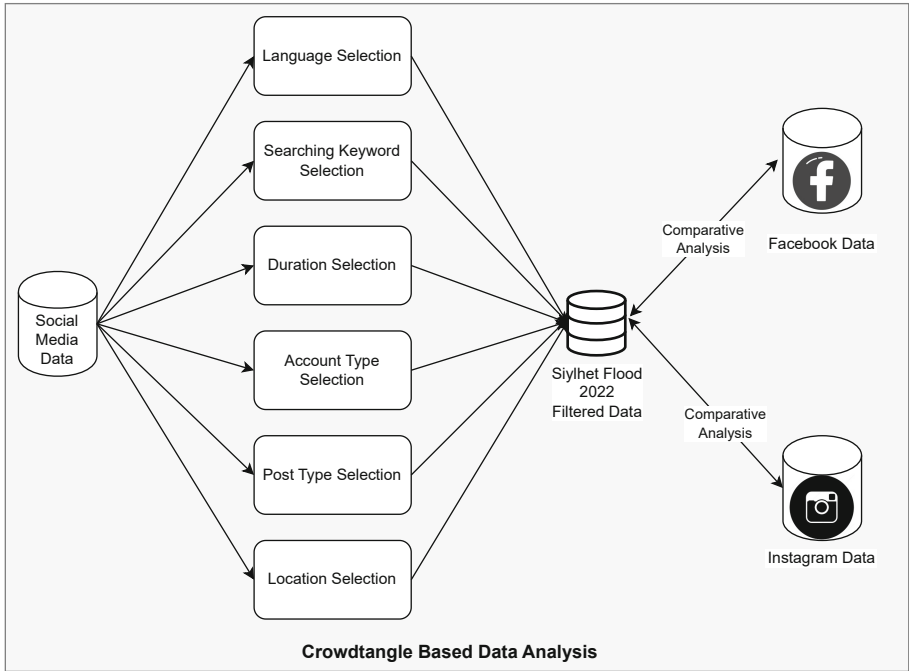 Language Selection
Searching Keyword
Selection
Duration Selection
Account Type
Selection
Post Type Selection
Location Selection
Social
Media
Data
Siylhet Flood
2022
Filtered Data
Comparative
Analysis
Facebook Data
Comparative
Analysis
Instagram Data
Crowdtangle Based Data Analysis